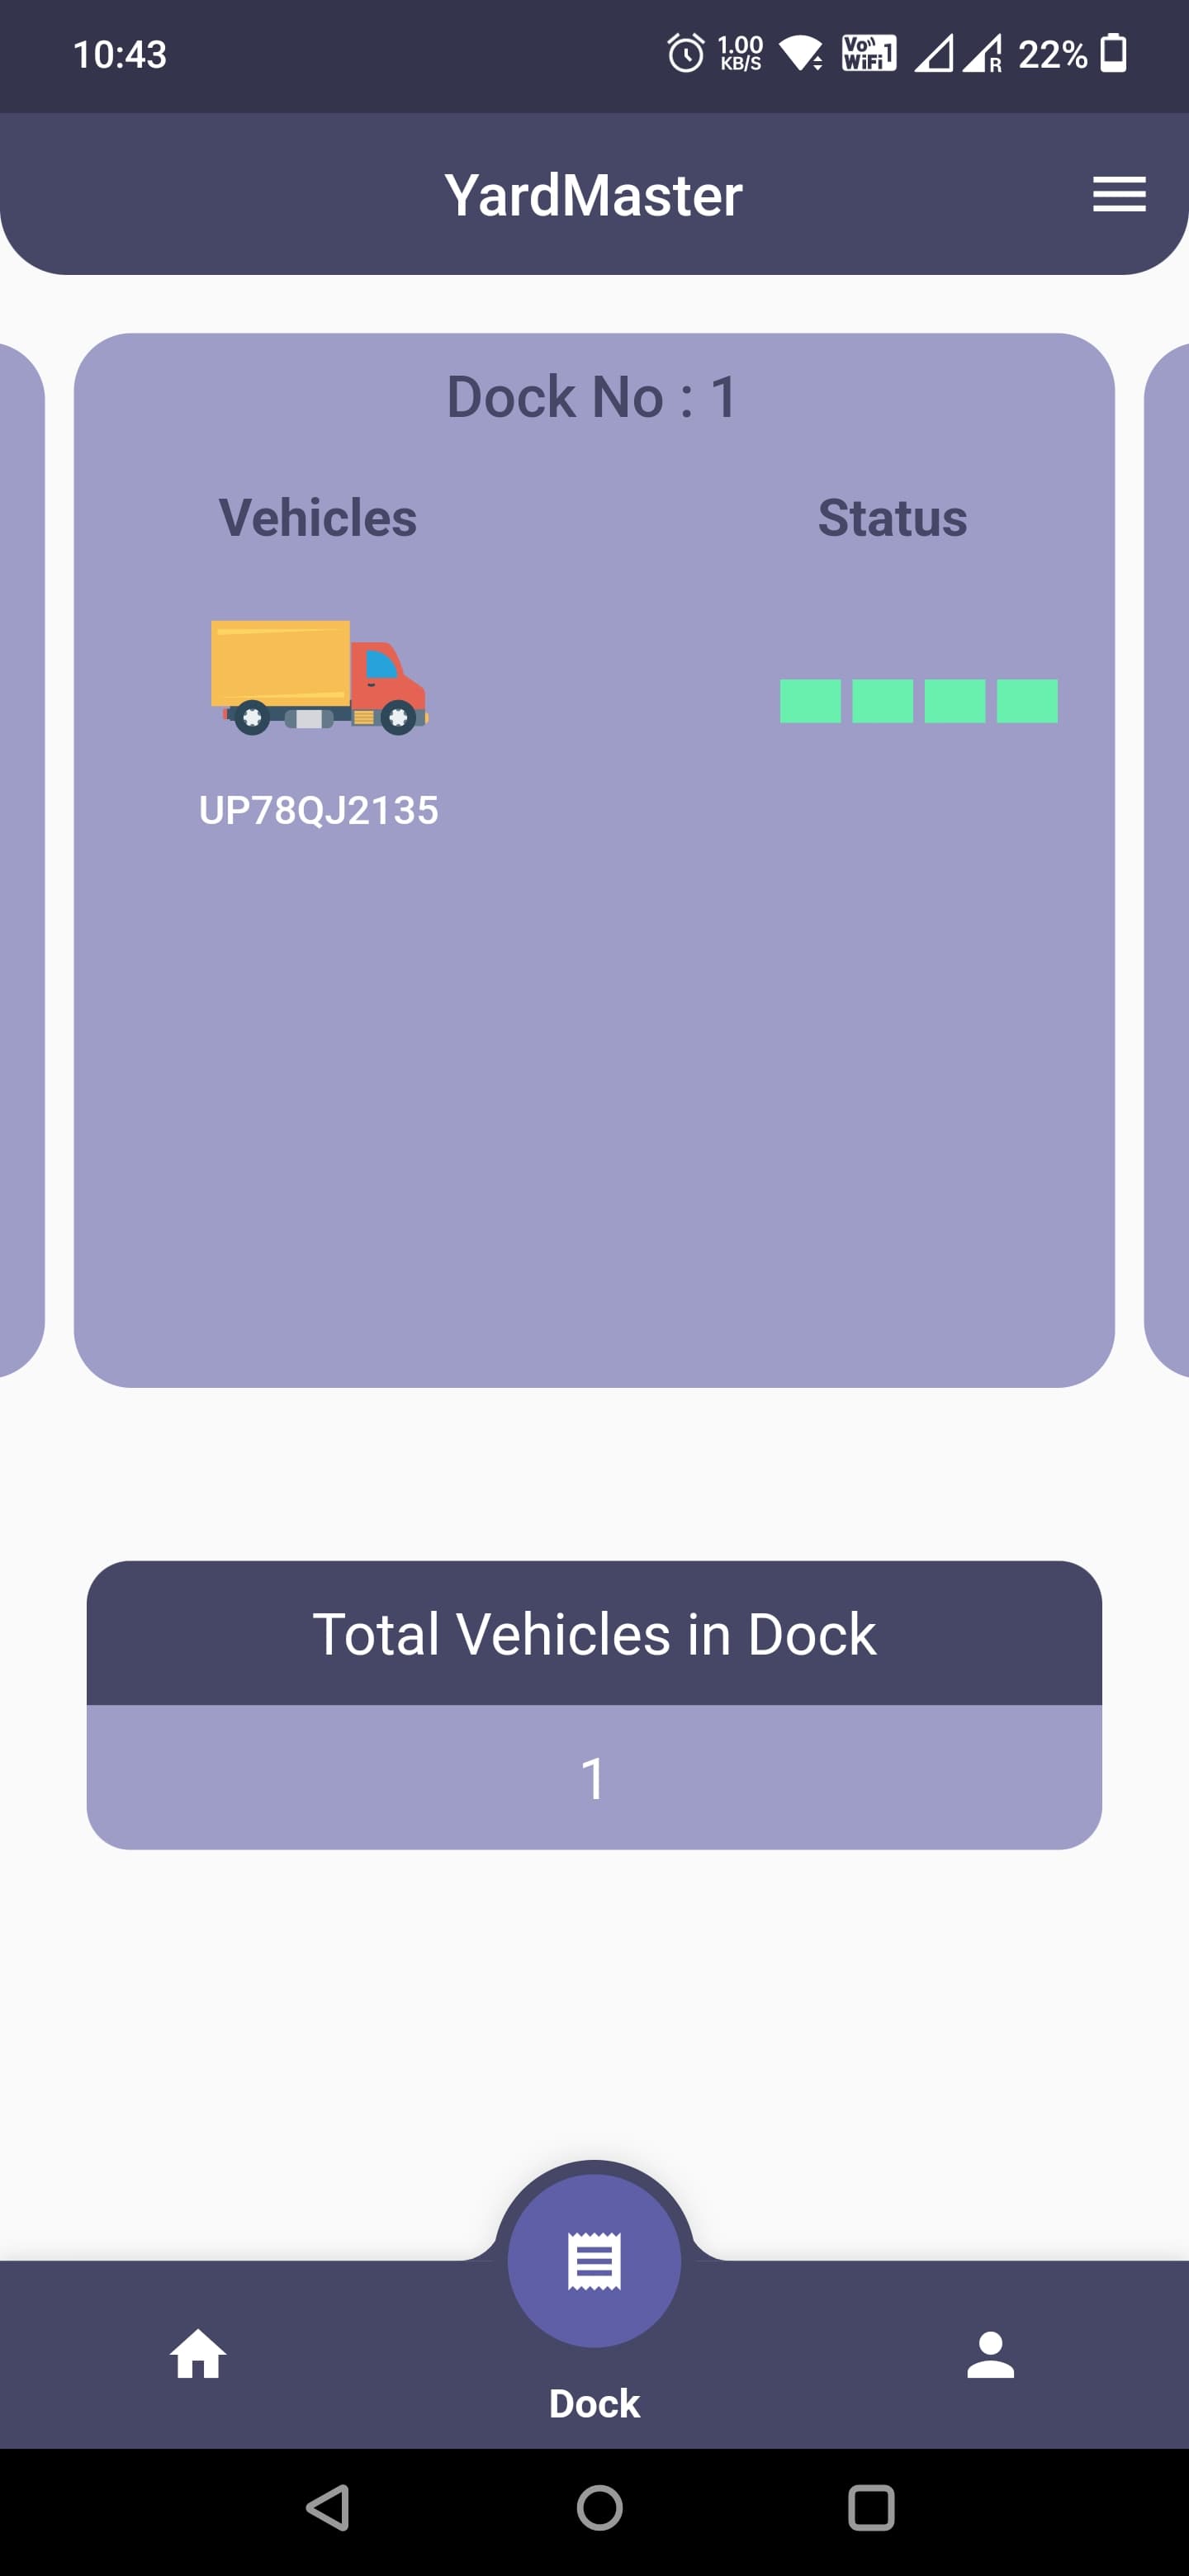 10:43
1.00
KB/S
Vo
WiFi 1
R
22%
YardMaster
Dock No : 1
Vehicles
Status
UP78QJ2135
Total Vehicles in Dock
1
Dock